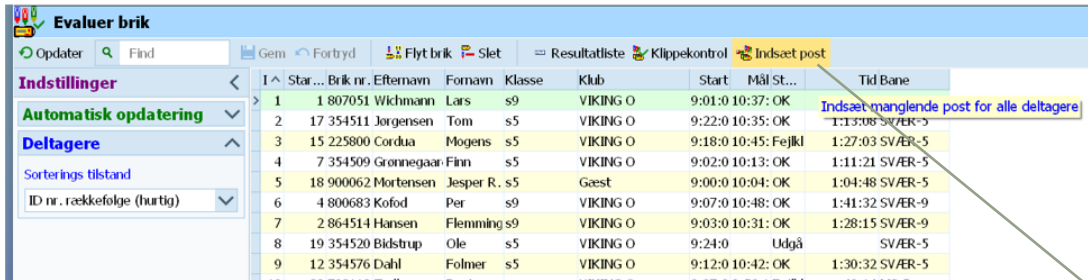 Evaluer brik
Opdater Find Gem Fortryd Flyt brik Slet Resultatliste Klippekontrol Indsæt post
Indstillinger
Automatisk opdatering
Deltagere
Sorterings tilstand
ID nr. rækkefølge (hurtig)
I Star... Brik nr. Efternavn Fornavn Klasse Klub Start Mål St... Tid Bane
1 1 807051 Wichmann Lars s9 VIKING O 9:01:0 10:37: OK
Indsæt manglende post for alle deltagere
2 17 354511 Jørgensen Tom s5 VIKING O 9:22:0 10:35: OK 1:13:08 SVÆR-5
3 15 225800 Cordua Mogens s5 VIKING O 9:18:0 10:45: Fejlkl 1:27:03 SVÆR-5
4 7 354509 Grønnegaar Finn s5 VIKING O 9:02:0 10:13: OK 1:11:21 SVÆR-5
5 18 900062 Mortensen Jesper R. s5 Gæst 9:00:0 10:04: OK 1:04:48 SVÆR-5
6 4 800683 Kofod Per s9 VIKING O 9:07:0 10:48: OK 1:41:32 SVÆR-9
7 2 864514 Hansen Flemming s9 VIKING O 9:03:0 10:31: OK 1:28:15 SVÆR-9
8 19 354520 Bidstrup Ole s5 VIKING O 9:24:0 Udgå SVÆR-5
9 12 354576 Dahl Folmer s5 VIKING O 9:12:0 10:42: OK 1:30:32 SVÆR-5